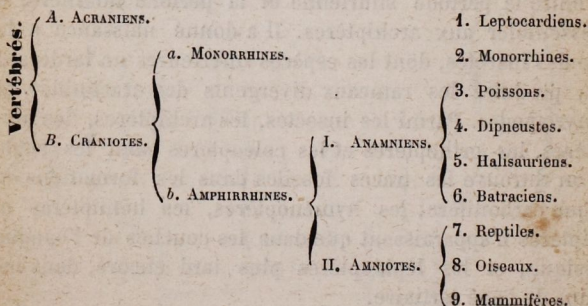 Vertébrés.
A. ACRANIENS.
B. CRANIOTES.
a. MONORRHINES.
b. AMPHIRRHINES.
I. ANAMNIENS.
II. AMNIOTES.
1. Leptocardiens.
2. Monorrhines.
3. Poissons.
4. Dipneustes.
5. Halisauriens.
6. Batraciens.
7. Reptiles.
8. Oiseaux.
9. Mammifères.